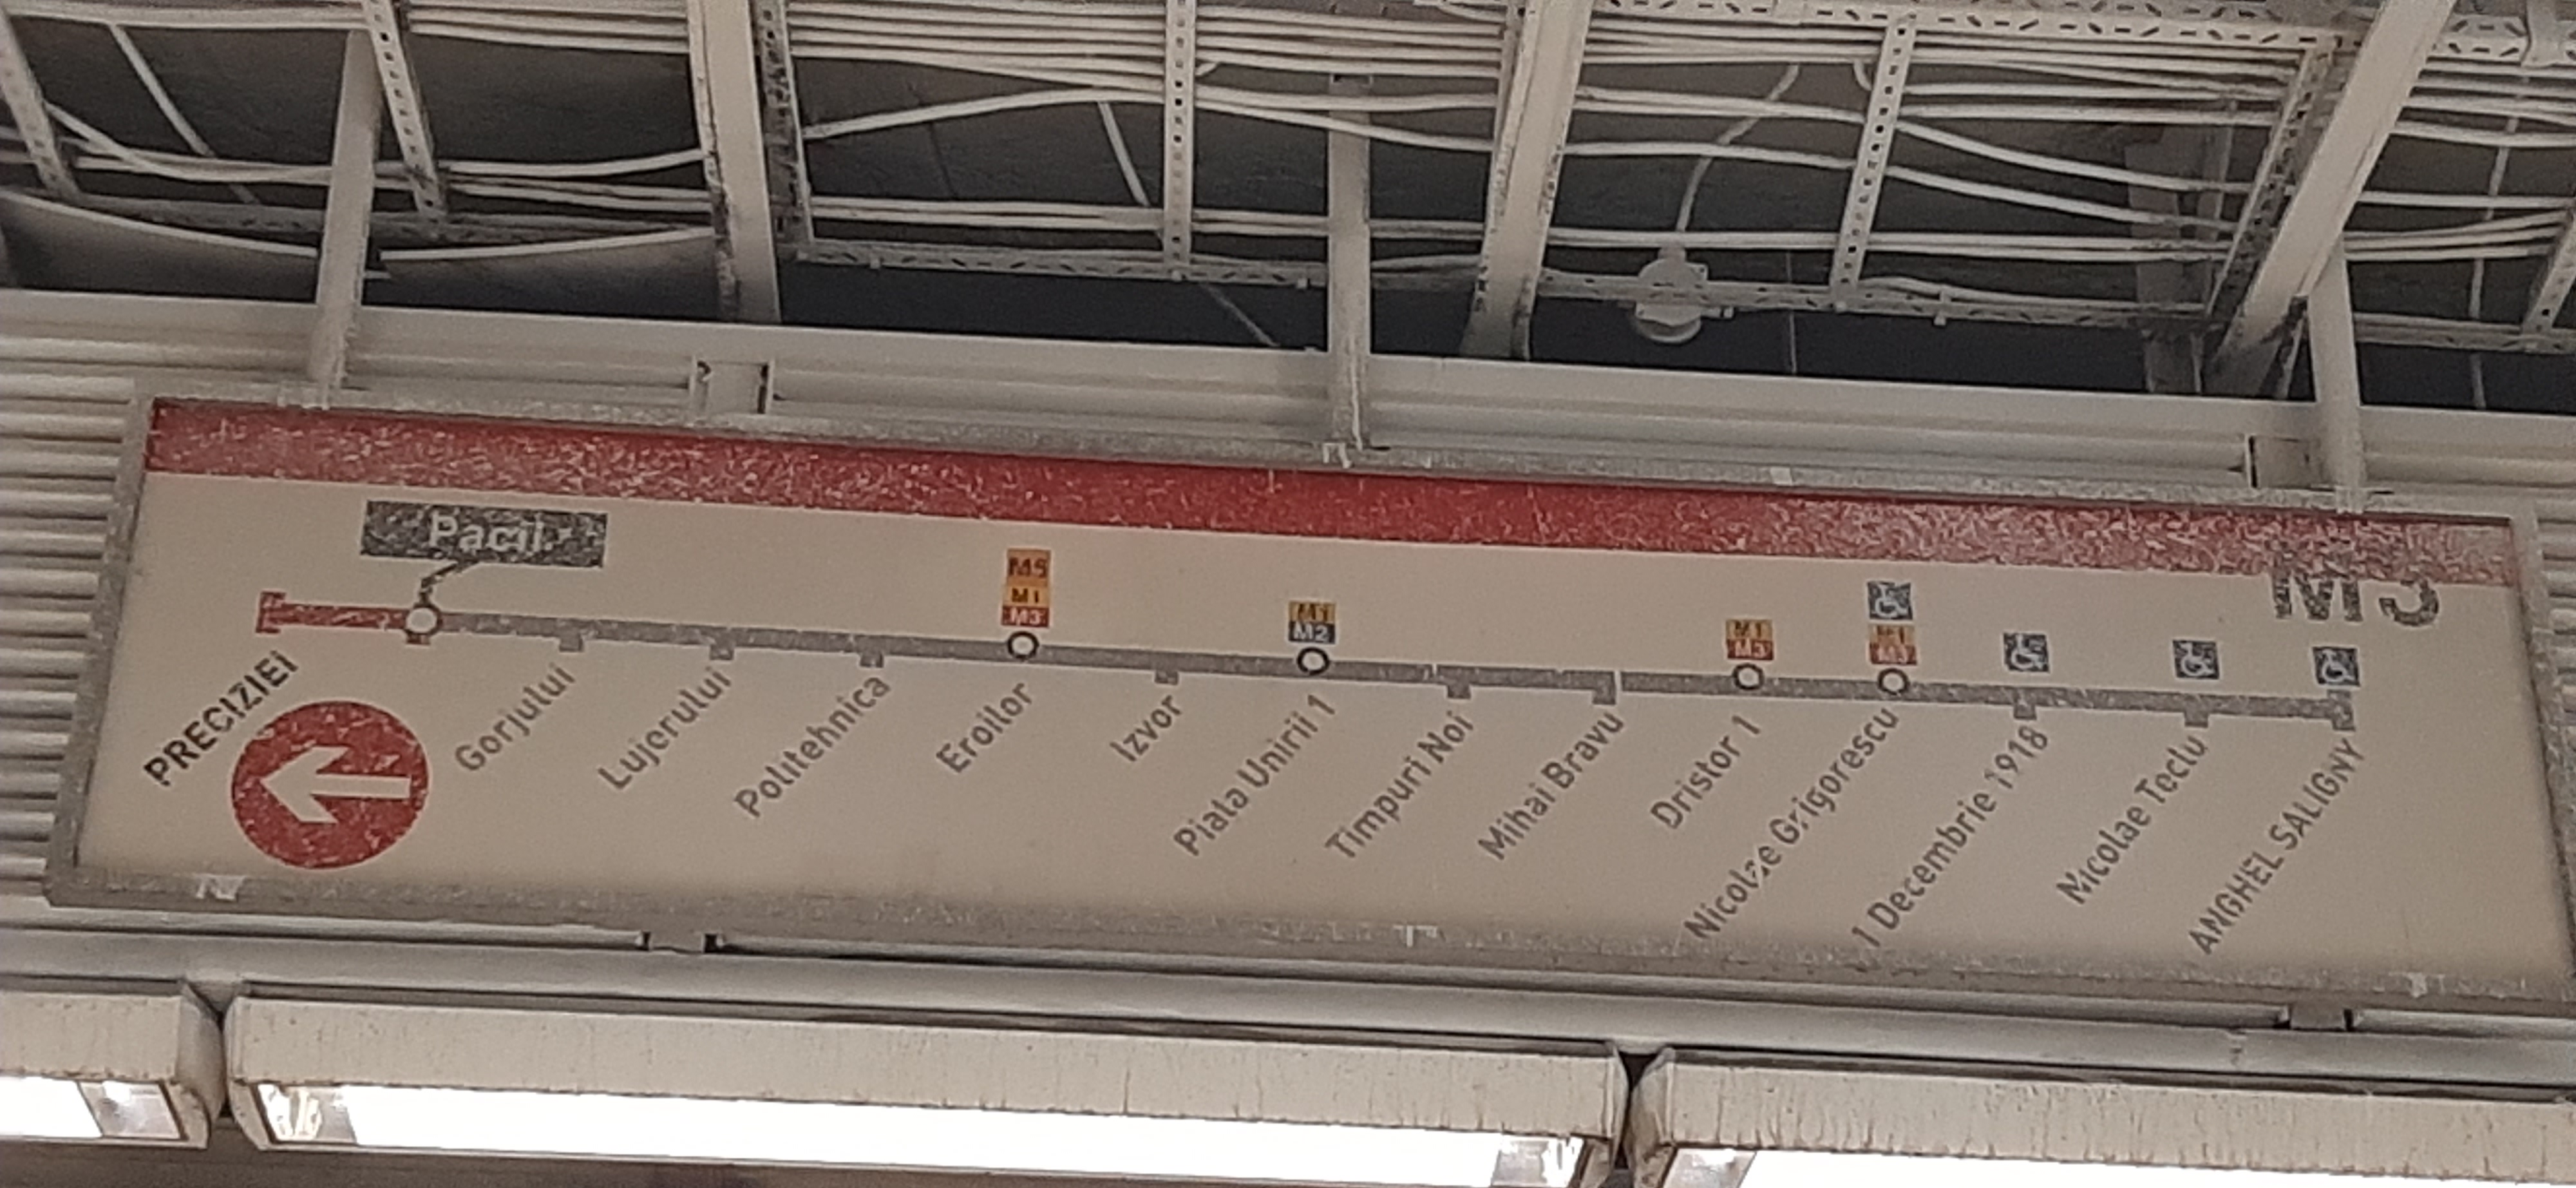 Pacii
M3
M5
M1
M3
M1
M2
M1
M3
M1
M3
PRECIZIEI
Gorjului
Lujerului
Politehnica
Eroilor
Izvor
Piata Unirii 1
Timpuri Noi
Mihai Bravu
Dristor 1
Nicolae Grigorescu
1 Decembrie 1918
Nicolae Teclu
ANGHEL SALIGNY